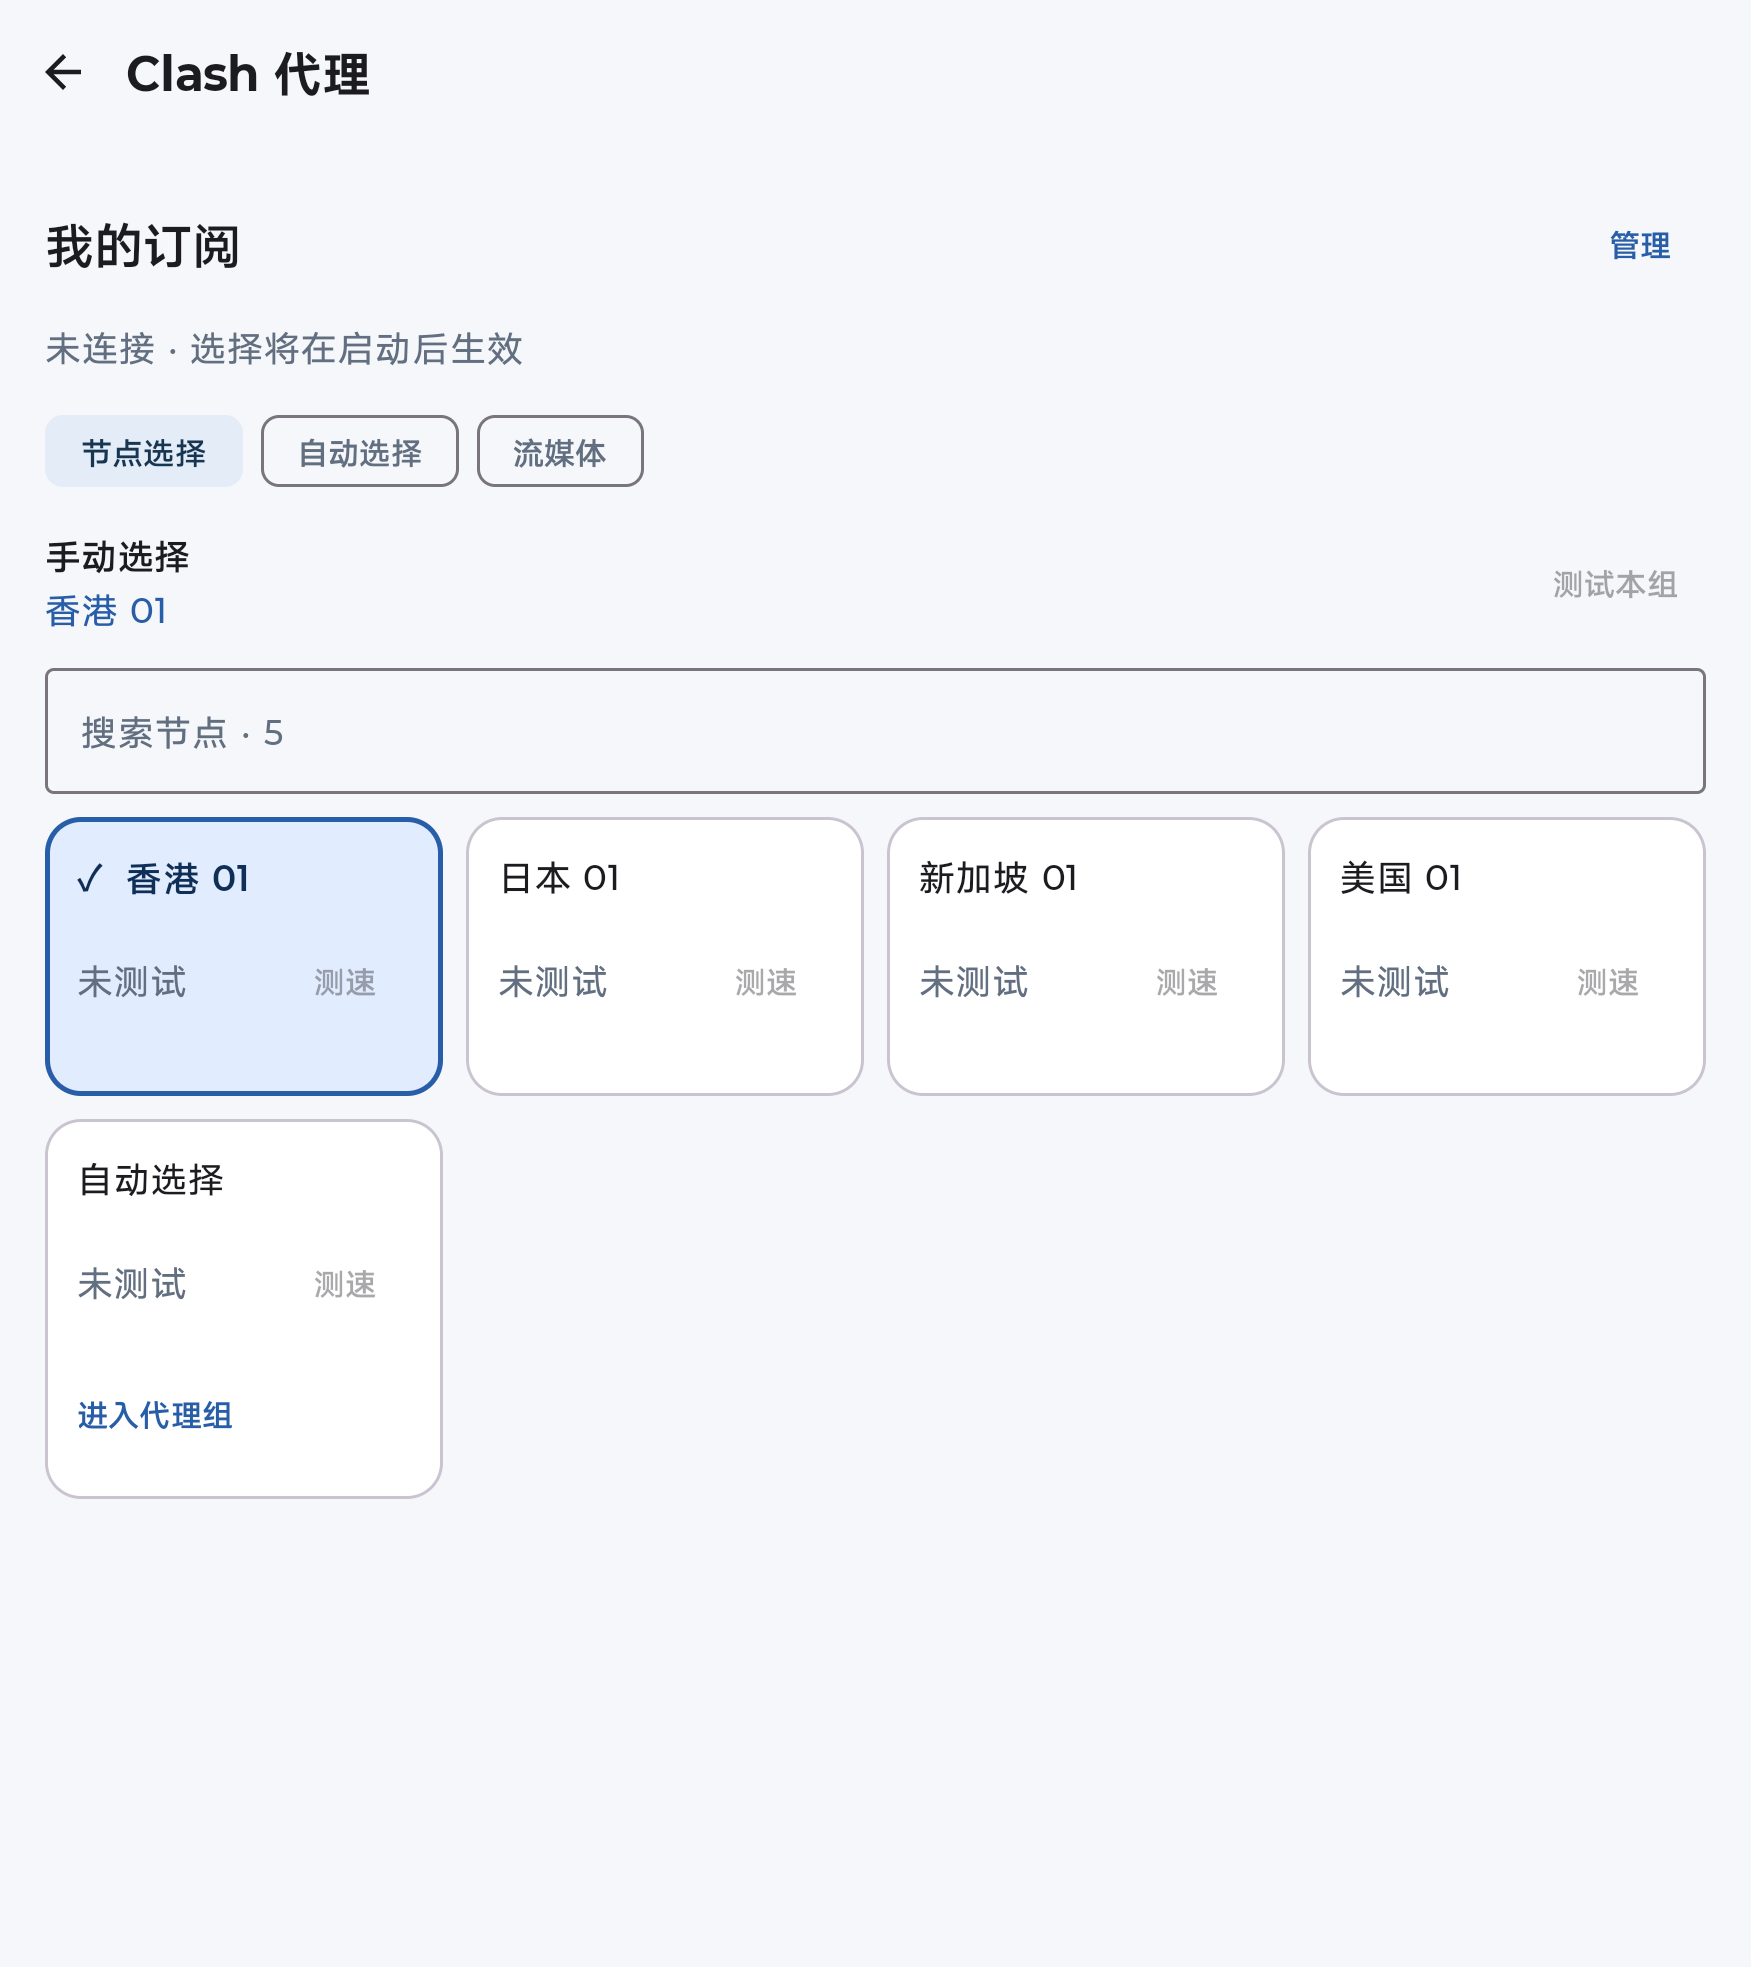 Clash 代理
我的订阅 管理
未连接 · 选择将在启动后生效
节点选择 自动选择 流媒体
手动选择
香港 01
测试本组
搜索节点 · 5
✓ 香港 01 日本 01 新加坡 01 美国 01
未测试 测速 未测试 测速 未测试 测速 未测试 测速
自动选择
未测试 测速
进入代理组